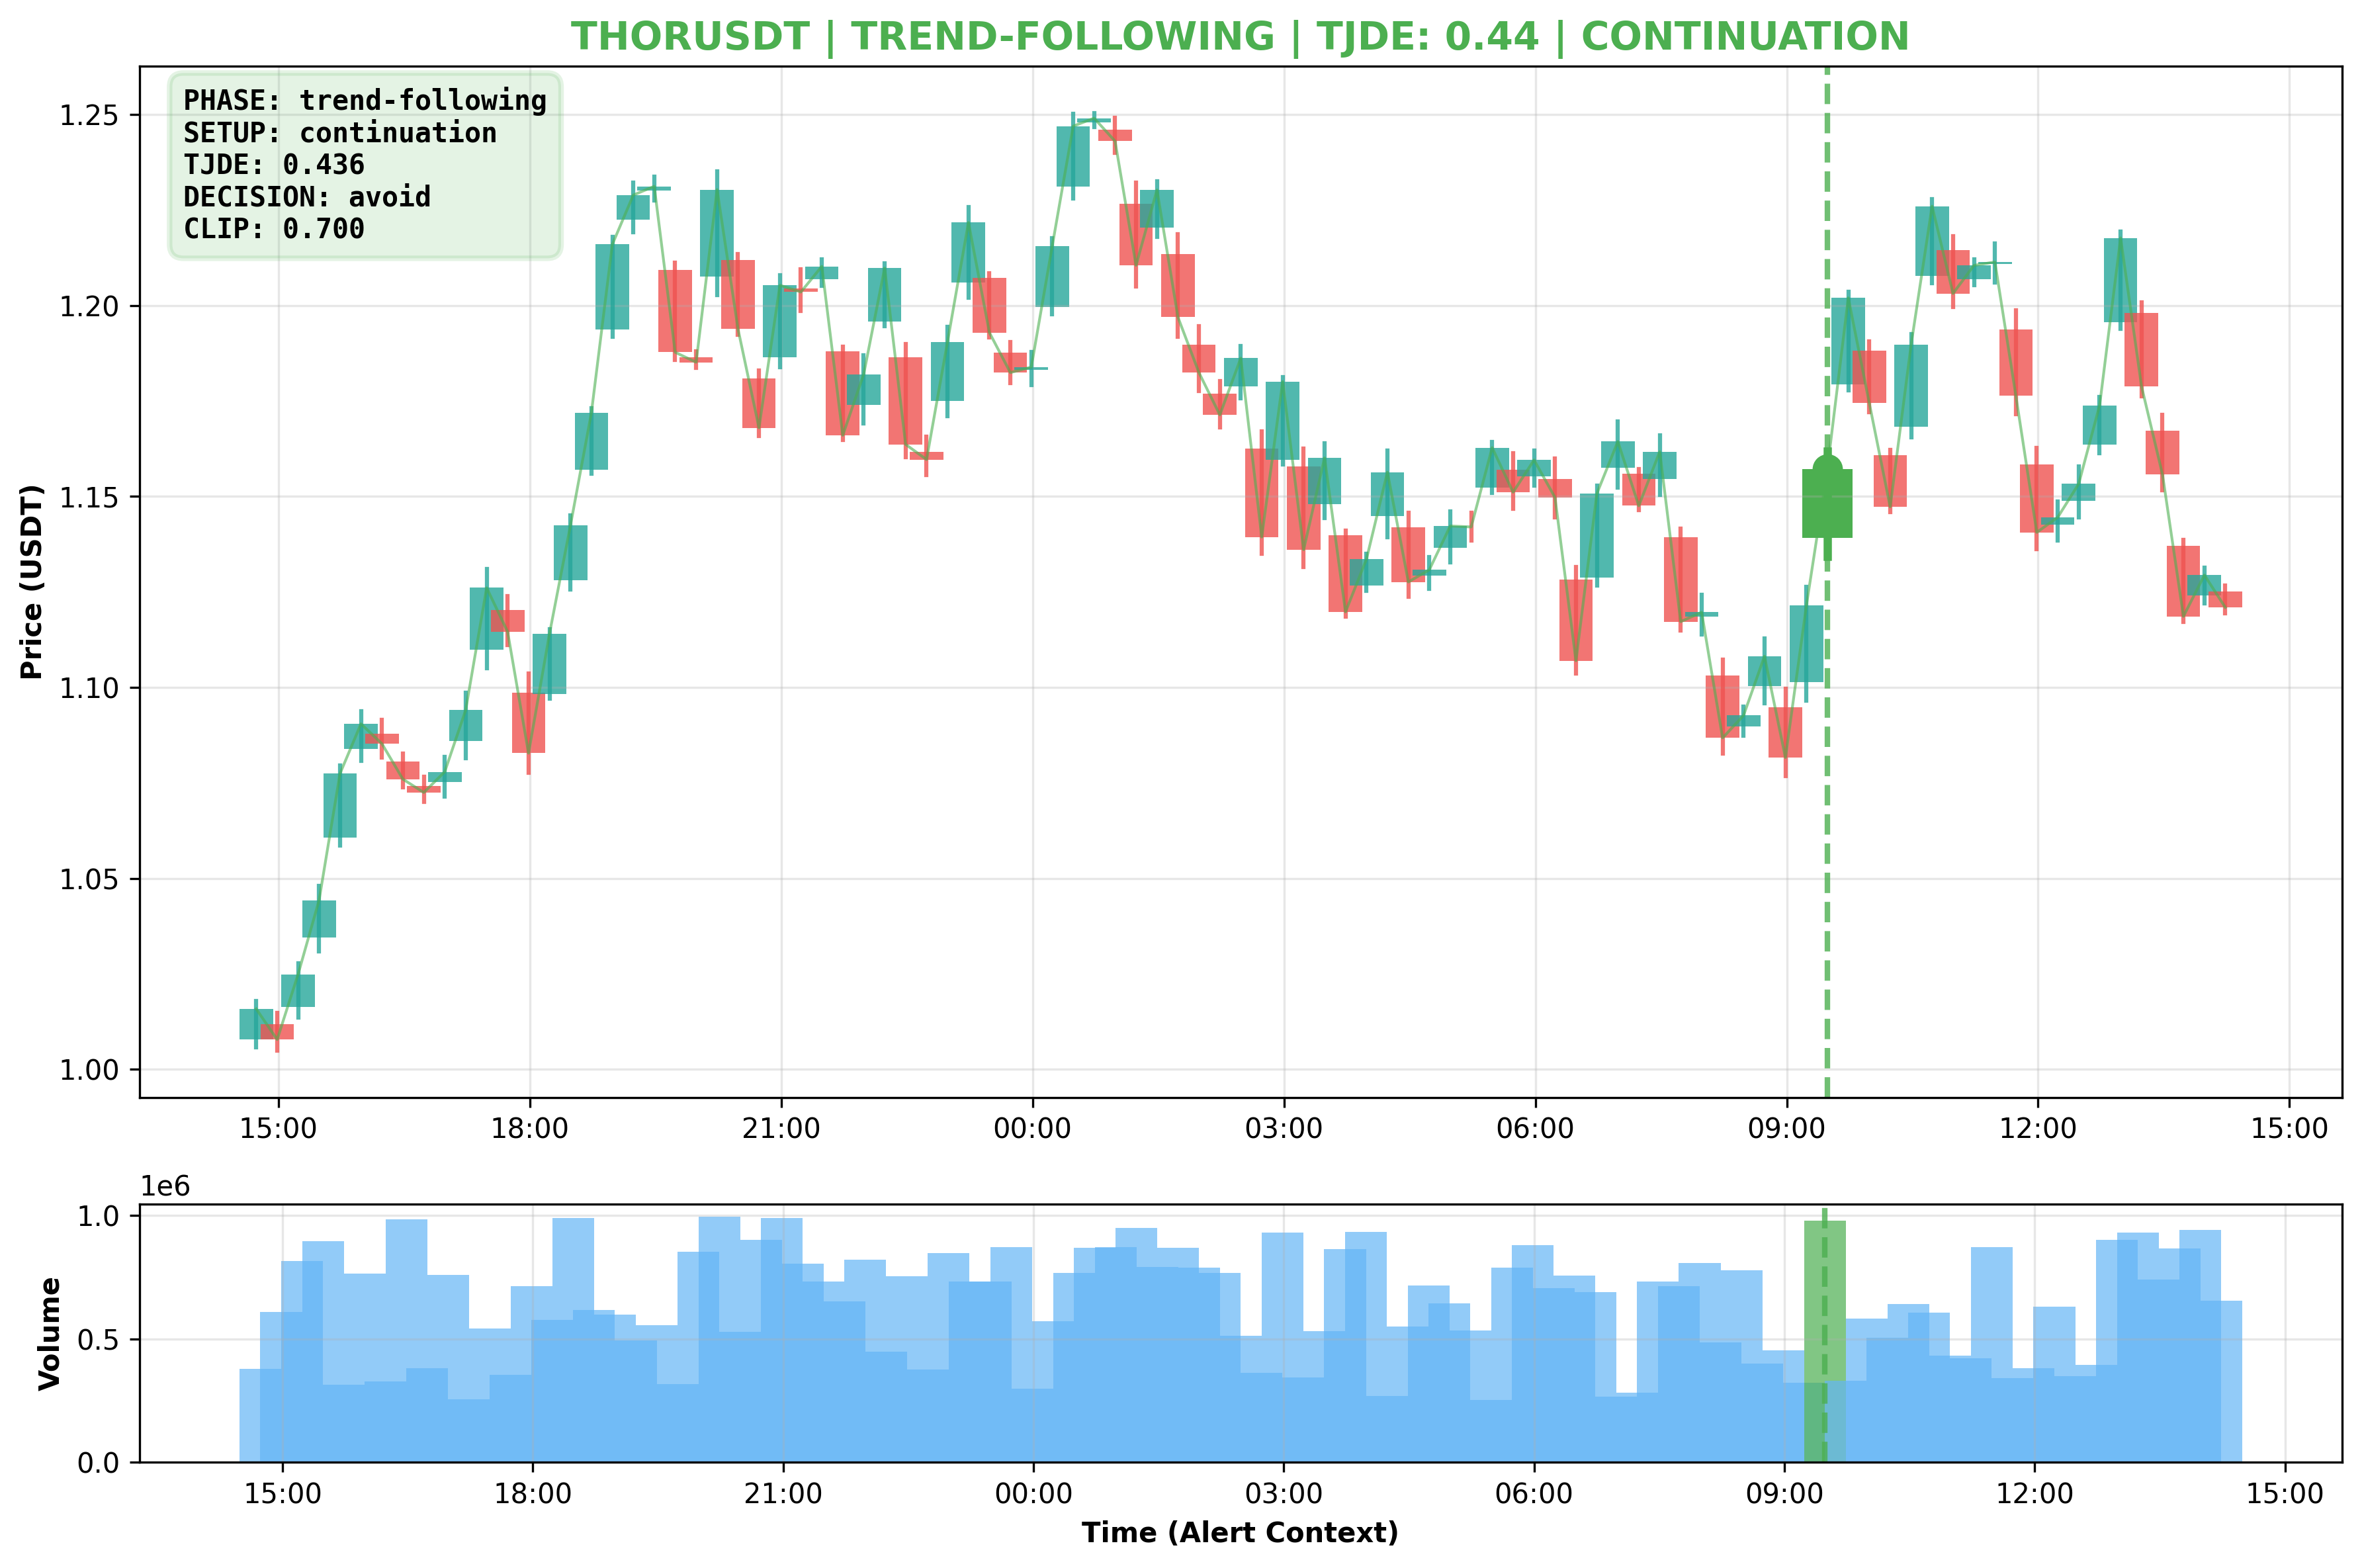 THORUSDT | TREND-FOLLOWING | TJDE: 0.44 | CONTINUATION
PHASE: trend-following
SETUP: continuation
TJDE: 0.436
DECISION: avoid
CLIP: 0.700
Price (USDT)
1.25
1.20
1.15
1.10
1.05
1.00
15:00 18:00 21:00 00:00 03:00 06:00 09:00 12:00 15:00
1e6
Volume
1.0
0.5
0.0
15:00 18:00 21:00 00:00 03:00 06:00 09:00 12:00 15:00
Time (Alert Context)